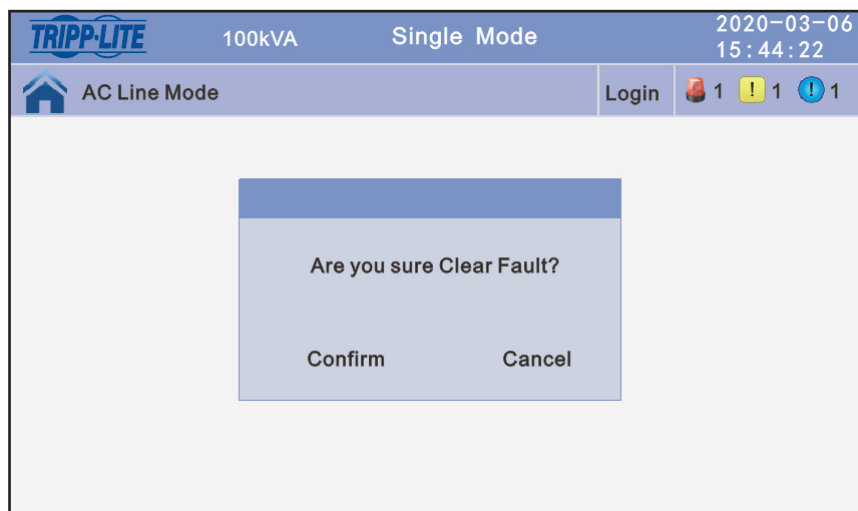 TRIPP·LITE 100kVA Single Mode 2020-03-06
15:44:22
AC Line Mode Login 1 ! 1 ! 1
Are you sure Clear Fault?
Confirm Cancel